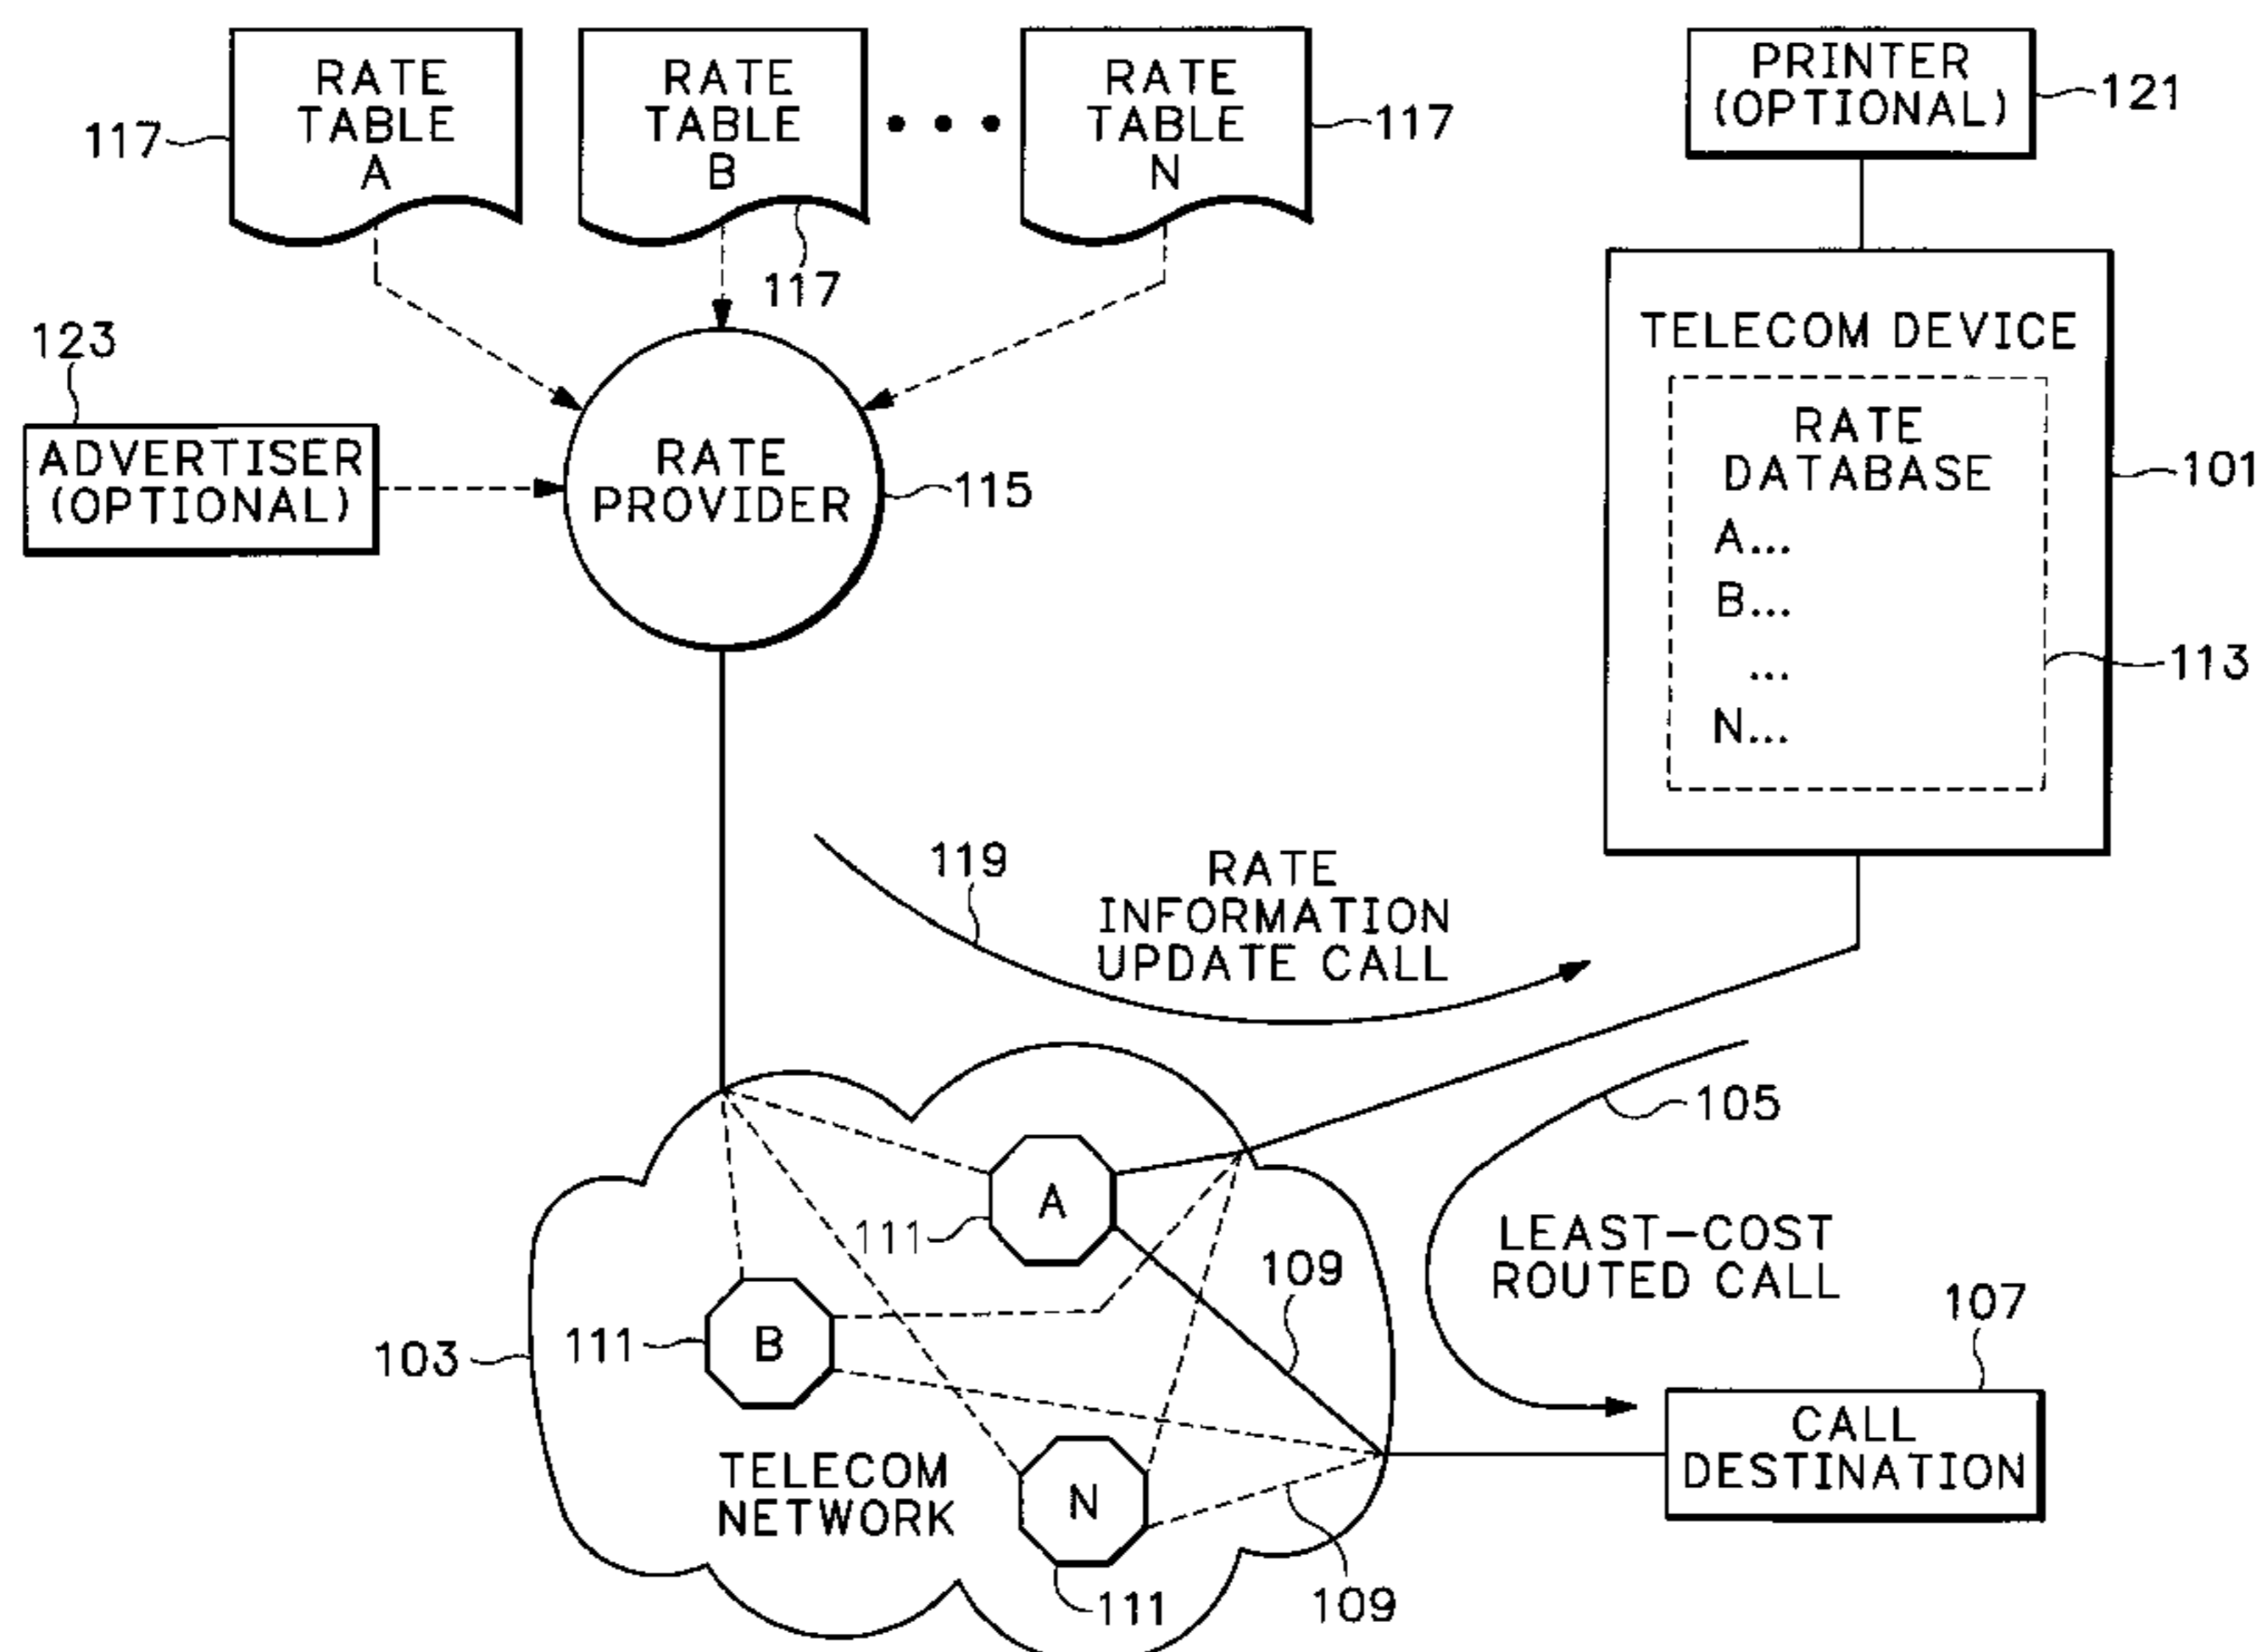 RATE
TABLE
A
RATE
TABLE
B
RATE
TABLE
N
117
117
117
PRINTER
(OPTIONAL)
121
123
ADVERTISER
(OPTIONAL)
RATE
PROVIDER
115
TELECOM DEVICE
RATE
DATABASE
A...
B...
...
N...
101
113
119
RATE
INFORMATION
UPDATE CALL
105
LEAST-COST
ROUTED CALL
107
CALL
DESTINATION
103
A
111
B
111
N
111
109
109
TELECOM
NETWORK